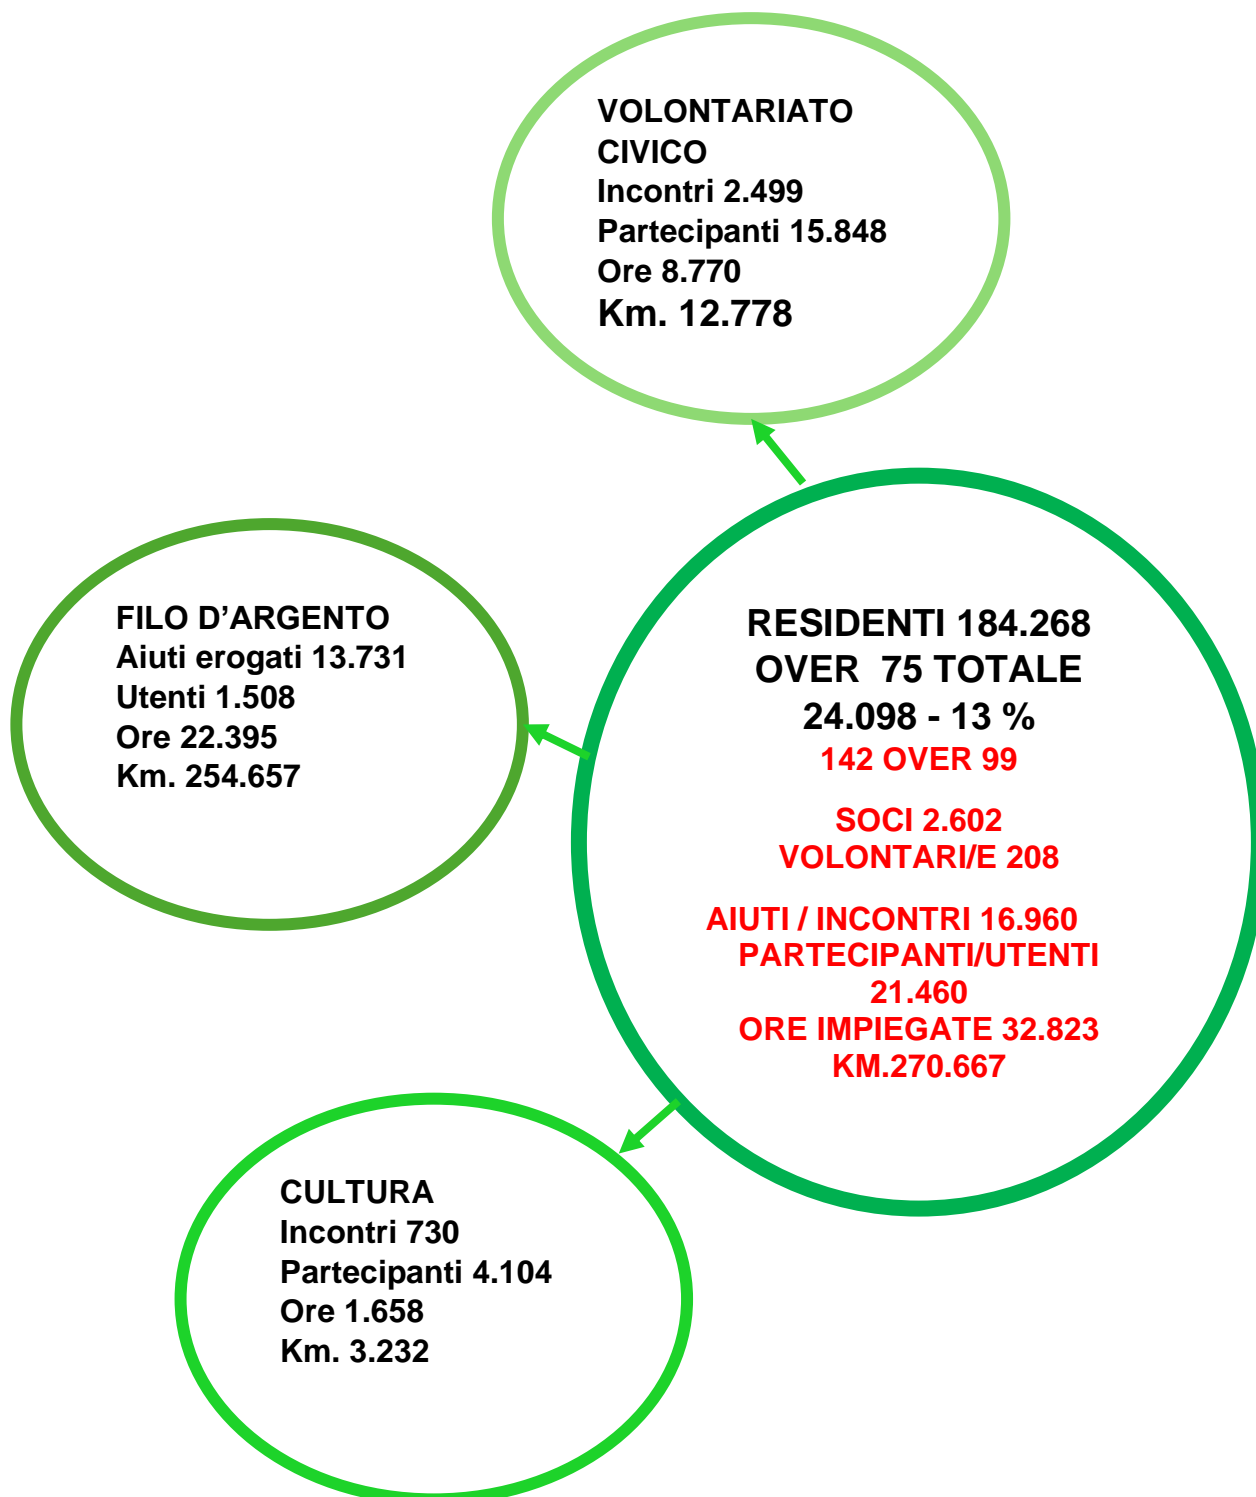 VOLONTARIATO
CIVICO
Incontri 2.499
Partecipanti 15.848
Ore 8.770
Km. 12.778
FILO D’ARGENTO
Aiuti erogati 13.731
Utenti 1.508
Ore 22.395
Km. 254.657
RESIDENTI 184.268
OVER 75 TOTALE
24.098 - 13 %
142 OVER 99
SOCI 2.602
VOLONTARI/E 208
AIUTI / INCONTRI 16.960
PARTECIPANTI/UTENTI
21.460
ORE IMPIEGATE 32.823
KM.270.667
CULTURA
Incontri 730
Partecipanti 4.104
Ore 1.658
Km. 3.232